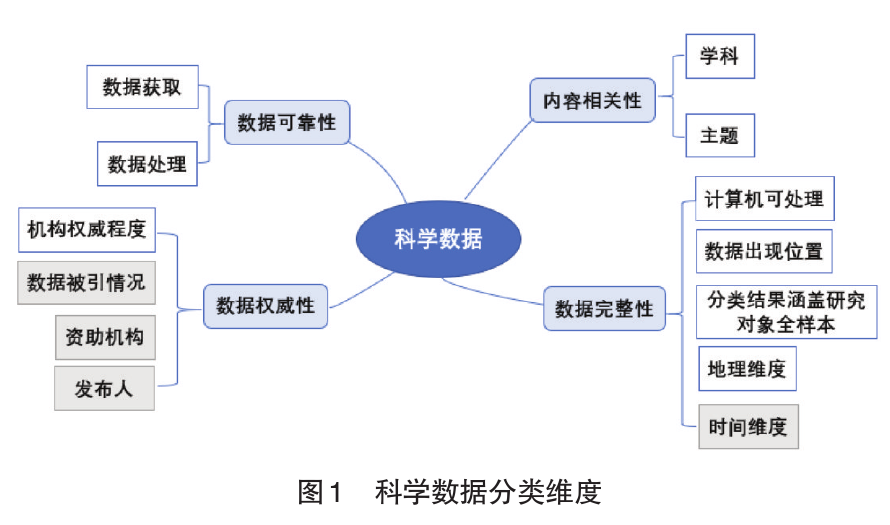 数据获取
数据处理
数据可靠性
机构权威程度
数据被引情况
资助机构
发布人
数据权威性
科学数据
内容相关性
学科
主题
数据完整性
计算机可处理
数据出现位置
分类结果涵盖研究
对象全样本
地理维度
时间维度
图1 科学数据分类维度